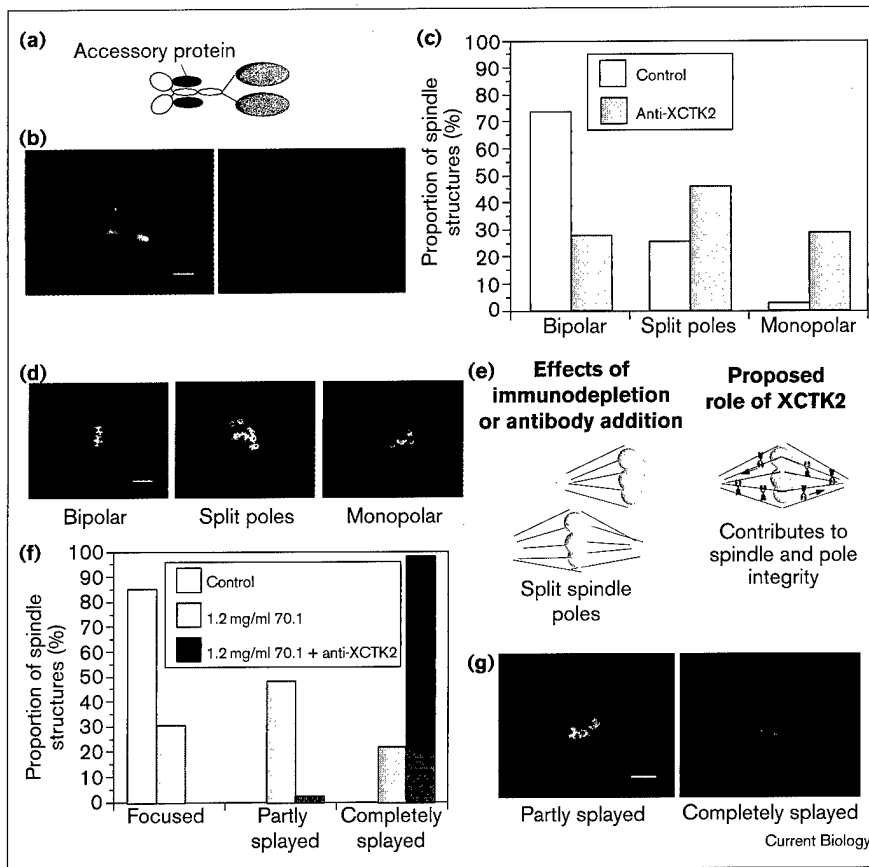 (a)
Accessory protein
(b)
(c)
Proportion of spindle
structures (%)
100
90
80
70
60
50
40
30
20
10
0
Control
Anti-XCTK2
Bipolar
Split poles
Monopolar
(d)
Bipolar
Split poles
Monopolar
(e)
Effects of
immunodepletion
or antibody addition
Split spindle
poles
Proposed
role of XCTK2
Contributes to
spindle and pole
integrity
(f)
Proportion of spindle
structures (%)
100
90
80
70
60
50
40
30
20
10
0
Control
1.2 mg/ml 70.1
1.2 mg/ml 70.1 + anti-XCTK2
Focused
Partly
splayed
Completely
splayed
(g)
Partly splayed
Completely splayed
Current Biology